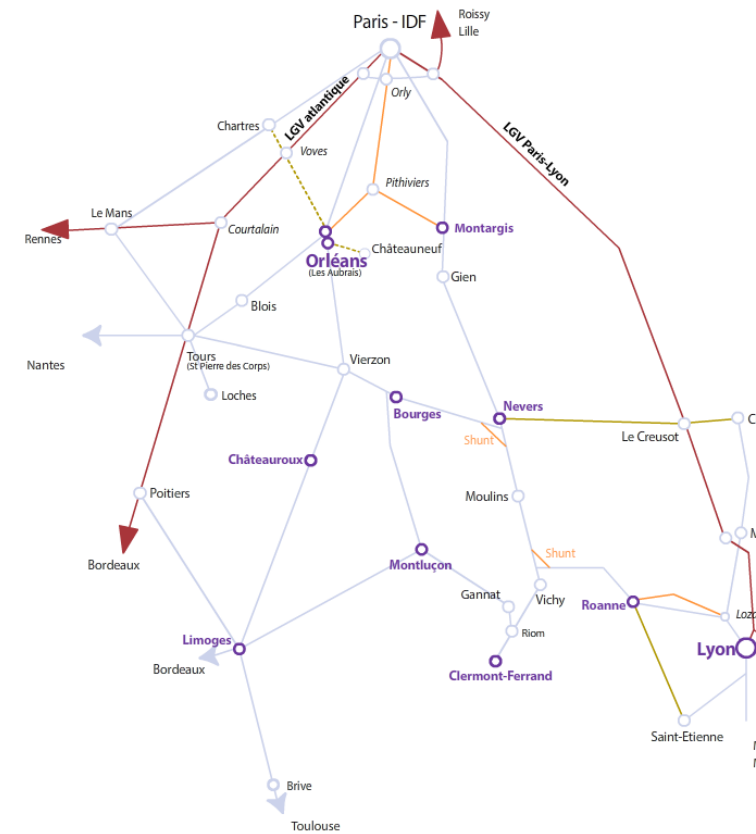 Paris - IDF
Roissy
Lille
Orly
LGV atlantique
Chartres
Voves
LGV Paris-Lyon
Pithiviers
Le Mans
Rennes
Courtalain
Montargis
Châteauneuf
Orléans
(Les Aubrais)
Gien
Blois
Nantes
Tours
(St Pierre des Corps)
Vierzon
Loches
Bourges
Nevers
Shunt
Le Creusot
C
Châteauroux
Poitiers
Moulins
Bordeaux
M
Shunt
Montluçon
Gannat
Vichy
Roanne
Loza
Riom
Limoges
Bordeaux
Lyon
Clermont-Ferrand
Saint-Etienne
Brive
Toulouse